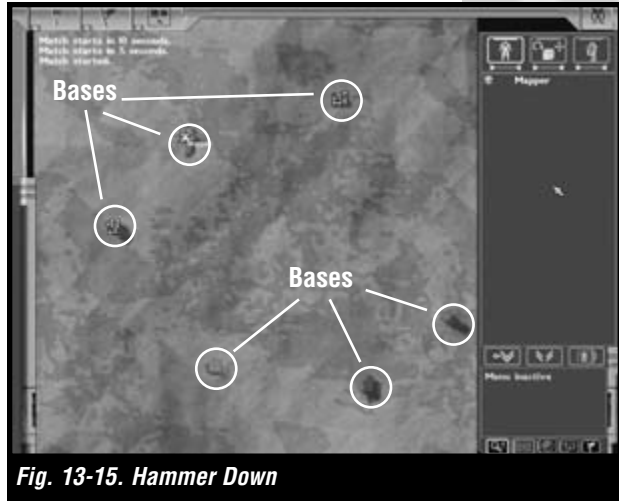 Match starts in 10 seconds.
Match starts in 5 seconds.
Match started.
Mapper
Bases
Bases
Menu inactive
Fig. 13-15. Hammer Down